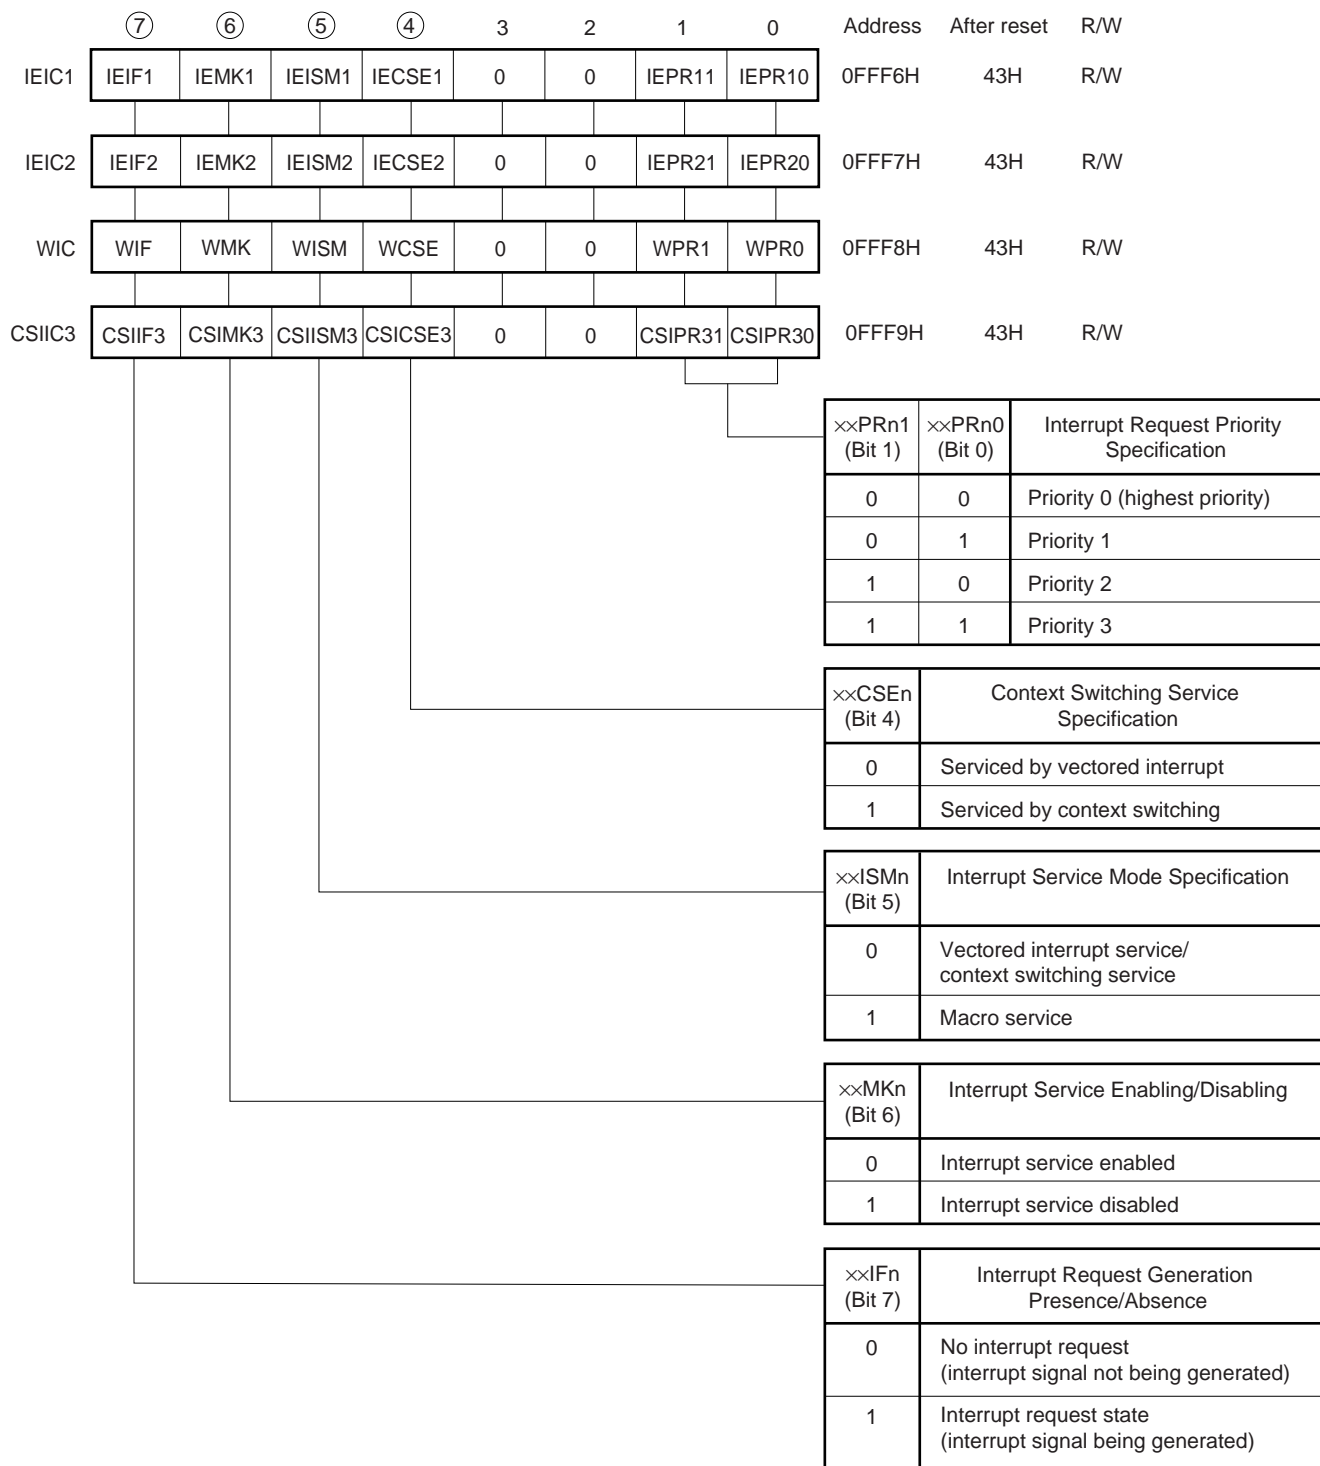 ⑦ ⑥ ⑤ ④ 3 2 1 0 Address After reset R/W
IEIC1 IEIF1 IEMK1 IEISM1 IECSE1 0 0 IEPR11 IEPR10 0FFF6H 43H R/W
IEIC2 IEIF2 IEMK2 IEISM2 IECSE2 0 0 IEPR21 IEPR20 0FFF7H 43H R/W
WIC WIF WMK WISM WCSE 0 0 WPR1 WPR0 0FFF8H 43H R/W
CSIIC3 CSIIF3 CSIMK3 CSIISM3 CSICSE3 0 0 CSIPR31 CSIPR30 0FFF9H 43H R/W
××PRn1 ××PRn0 Interrupt Request Priority
(Bit 1) (Bit 0) Specification
0 0 Priority 0 (highest priority)
0 1 Priority 1
1 0 Priority 2
1 1 Priority 3
××CSEn Context Switching Service
(Bit 4) Specification
0 Serviced by vectored interrupt
1 Serviced by context switching
××ISMn Interrupt Service Mode Specification
(Bit 5)
0 Vectored interrupt service/
context switching service
1 Macro service
××MKn Interrupt Service Enabling/Disabling
(Bit 6)
0 Interrupt service enabled
1 Interrupt service disabled
××IFn Interrupt Request Generation
(Bit 7) Presence/Absence
0 No interrupt request
(interrupt signal not being generated)
1 Interrupt request state
(interrupt signal being generated)